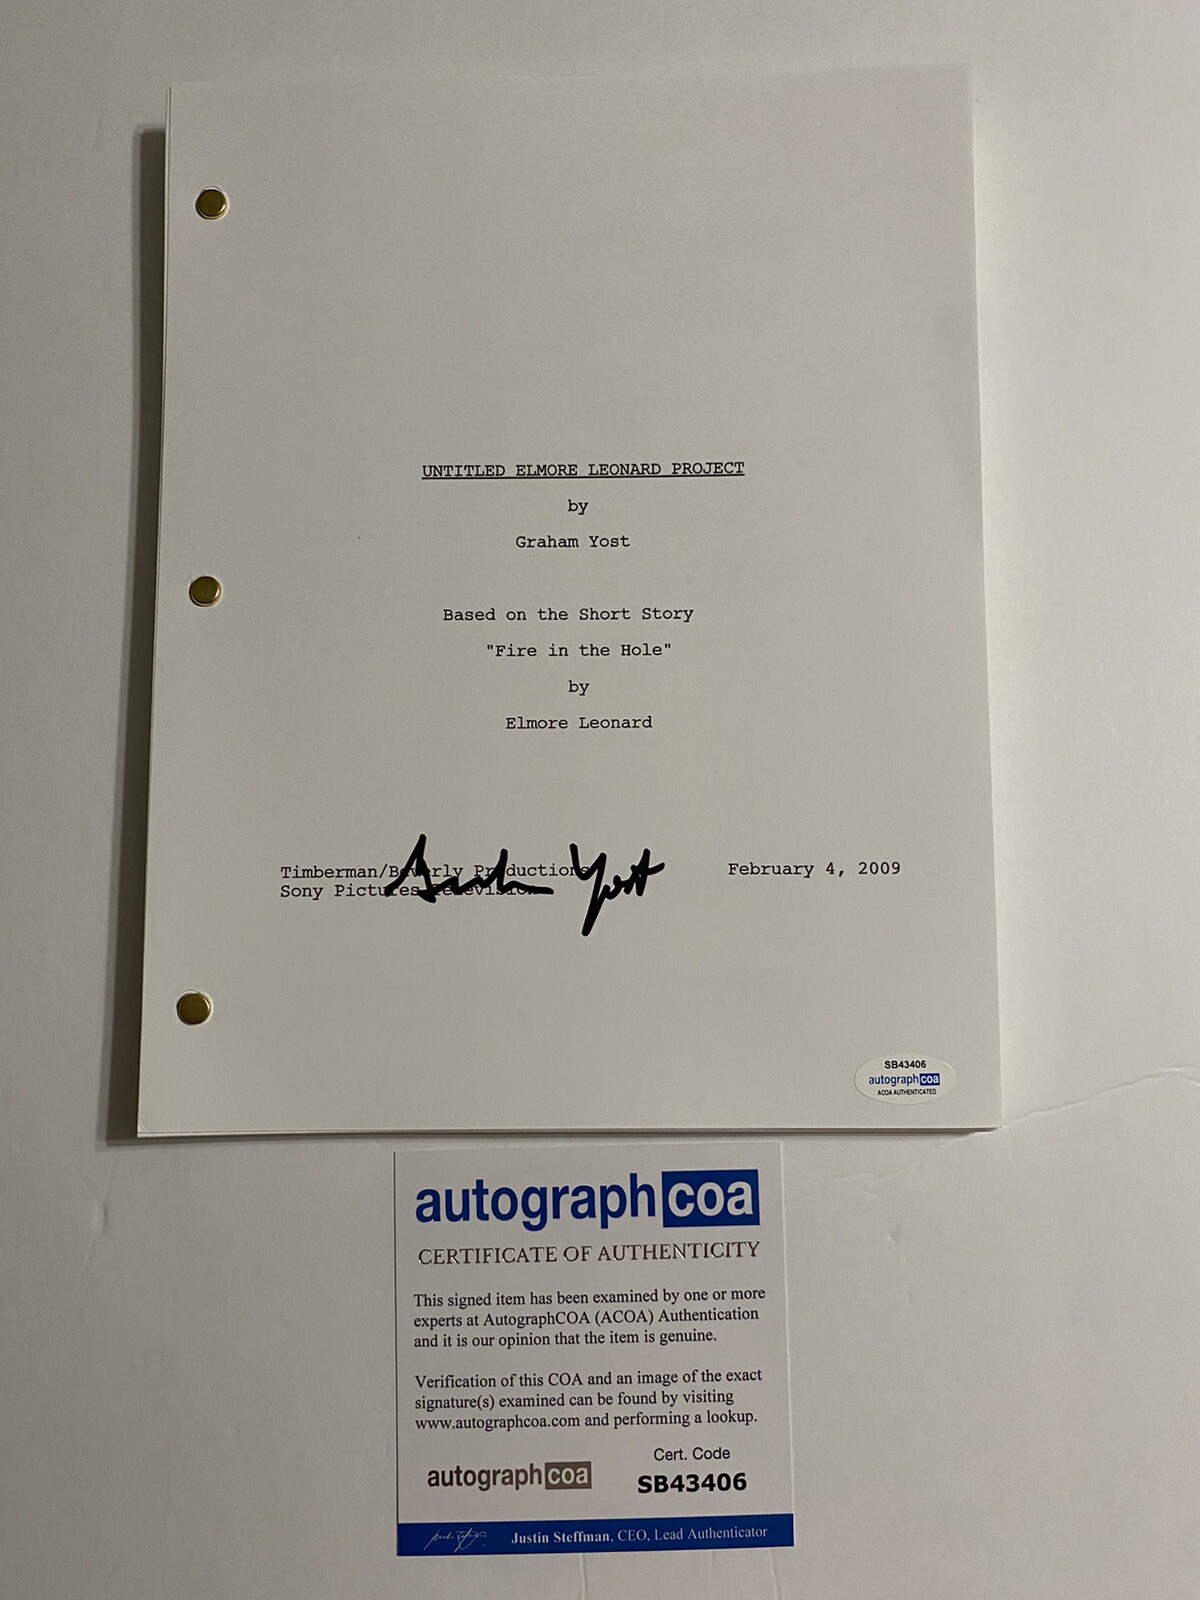 UNTITLED ELMORE LEONARD PROJECT
by
Graham Yost
Based on the Short Story
"Fire in the Hole"
by
Elmore Leonard
Timberman/Beverly Productions
Sony Pictures Television
February 4, 2009
Graham Yost
SB43406
autographcoa
ACOA AUTHENTICATED
autographcoa
CERTIFICATE OF AUTHENTICITY
This signed item has been examined by one or more
experts at AutographCOA (ACOA) Authentication
and it is our opinion that the item is genuine.
Verification of this COA and an image of the exact
signature(s) examined can be found by visiting
www.autographcoa.com and performing a lookup.
autographcoa
Cert. Code
SB43406
Justin Steffman, CEO, Lead Authenticator